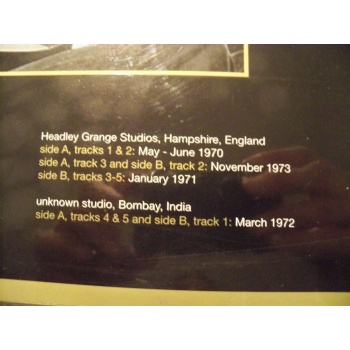 Headley Grange Studios, Hampshire, England
side A, tracks 1 & 2: May - June 1970
side A, track 3 and side B, track 2: November 1973
side B, tracks 3-5: January 1971
unknown studio, Bombay, India
side A, tracks 4 & 5 and side B, track 1: March 1972